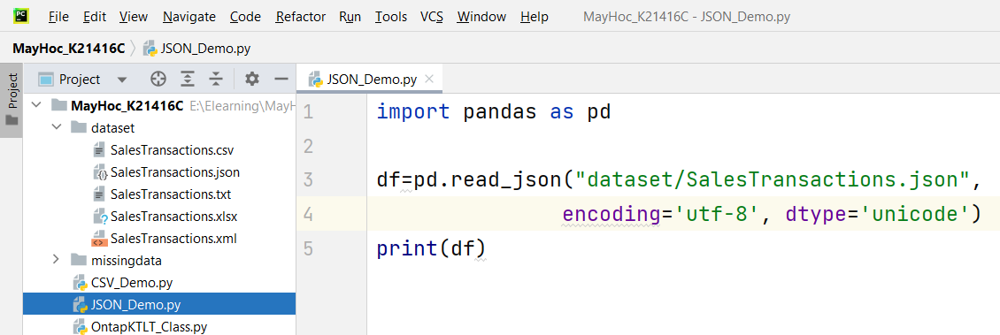 PC File Edit View Navigate Code Refactor Run Tools VCS Window Help MayHoc_K21416C - JSON_Demo.py
MayHoc_K21416C JSON_Demo.py
Project
Project JSON_Demo.py
MayHoc_K21416C E:\Elearning\MayH
dataset
SalesTransactions.csv
SalesTransactions.json
SalesTransactions.txt
SalesTransactions.xlsx
SalesTransactions.xml
missingdata
CSV_Demo.py
JSON_Demo.py
OntapKTLT_Class.py
1 import pandas as pd
2
3 df=pd.read_json("dataset/SalesTransactions.json",
4 encoding='utf-8', dtype='unicode')
5 print(df)